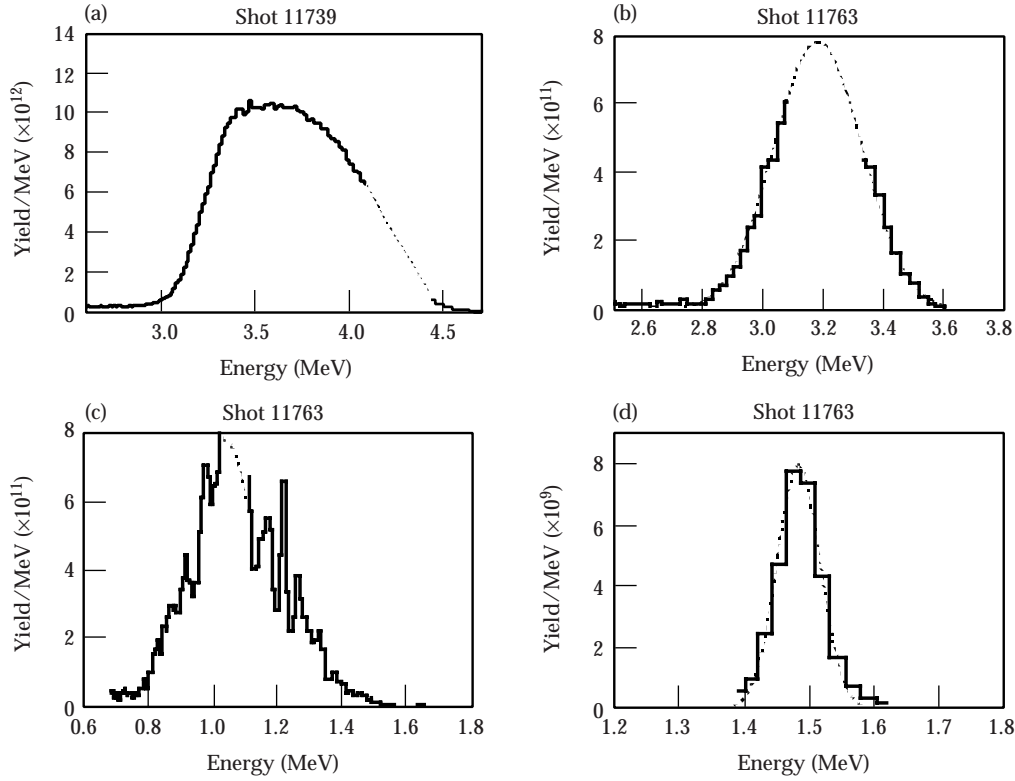 (a)
Shot 11739
14
12
10
8
6
4
2
0
Yield/MeV (×10¹²)
3.0 3.5 4.0 4.5
Energy (MeV)
(b)
Shot 11763
8
6
4
2
0
Yield/MeV (×10¹¹)
2.6 2.8 3.0 3.2 3.4 3.6 3.8
Energy (MeV)
(c)
Shot 11763
8
6
4
2
0
Yield/MeV (×10¹¹)
0.6 0.8 1.0 1.2 1.4 1.6 1.8
Energy (MeV)
(d)
Shot 11763
8
6
4
2
0
Yield/MeV (×10⁹)
1.2 1.3 1.4 1.5 1.6 1.7 1.8
Energy (MeV)